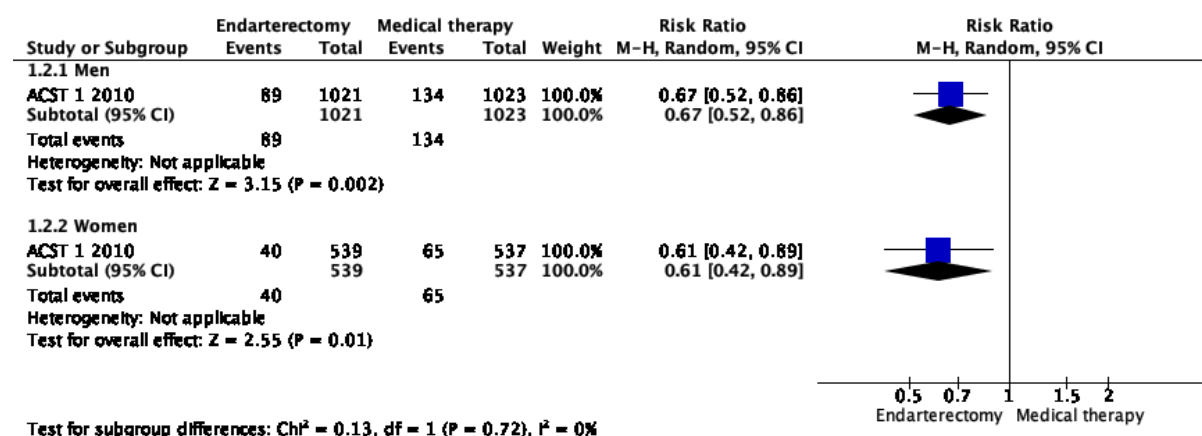 Endarterectomy Medical therapy Risk Ratio Risk Ratio
Study or Subgroup Events Total Events Total Weight M-H, Random, 95% CI M-H, Random, 95% CI
1.2.1 Men
ACST 1 2010 89 1021 134 1023 100.0% 0.67 [0.52, 0.86]
Subtotal (95% CI) 1021 1023 100.0% 0.67 [0.52, 0.86]
Total events 89 134
Heterogeneity: Not applicable
Test for overall effect: Z = 3.15 (P = 0.002)
1.2.2 Women
ACST 1 2010 40 539 65 537 100.0% 0.61 [0.42, 0.89]
Subtotal (95% CI) 539 537 100.0% 0.61 [0.42, 0.89]
Total events 40 65
Heterogeneity: Not applicable
Test for overall effect: Z = 2.55 (P = 0.01)
0.5 0.7 1 1.5 2
Endarterectomy Medical therapy
Test for subgroup differences: Chi² = 0.13, df = 1 (P = 0.72), I² = 0%